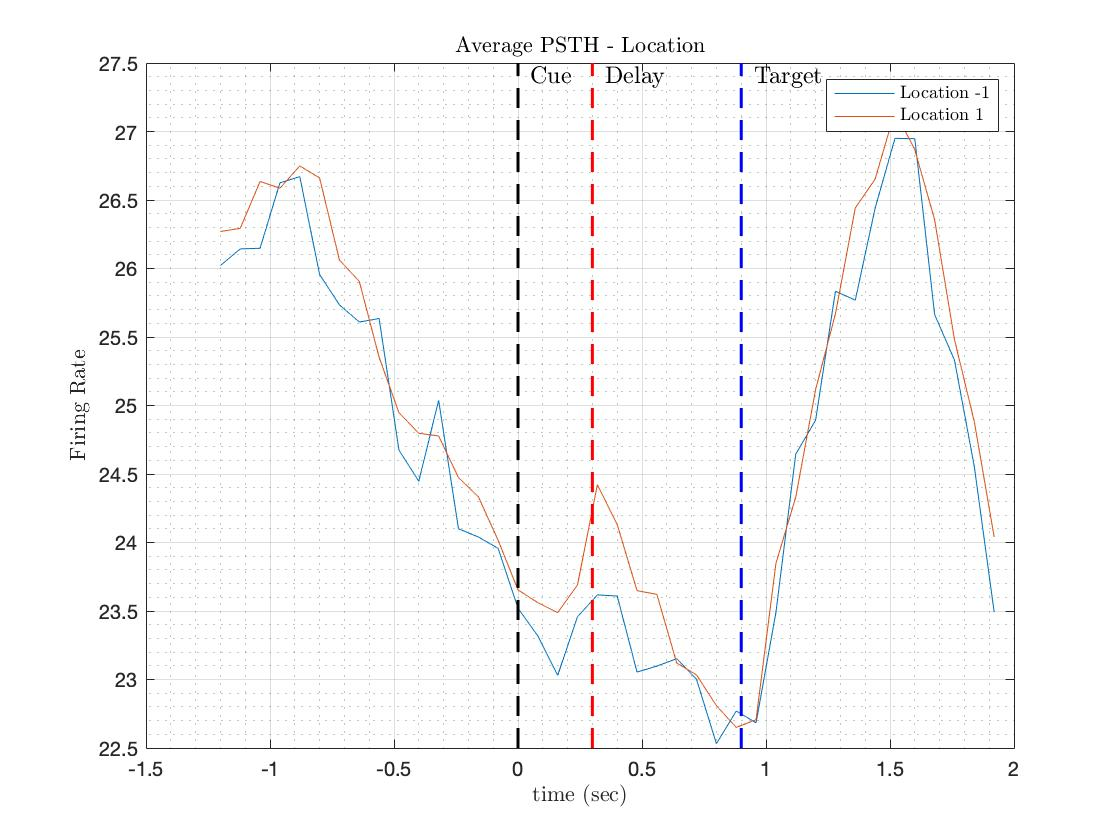 Average PSTH - Location
Cue
Delay
Target
Location -1
Location 1
27.5
27
26.5
26
25.5
25
24.5
24
23.5
23
22.5
Firing Rate
-1.5
-1
-0.5
0
0.5
1
1.5
2
time (sec)